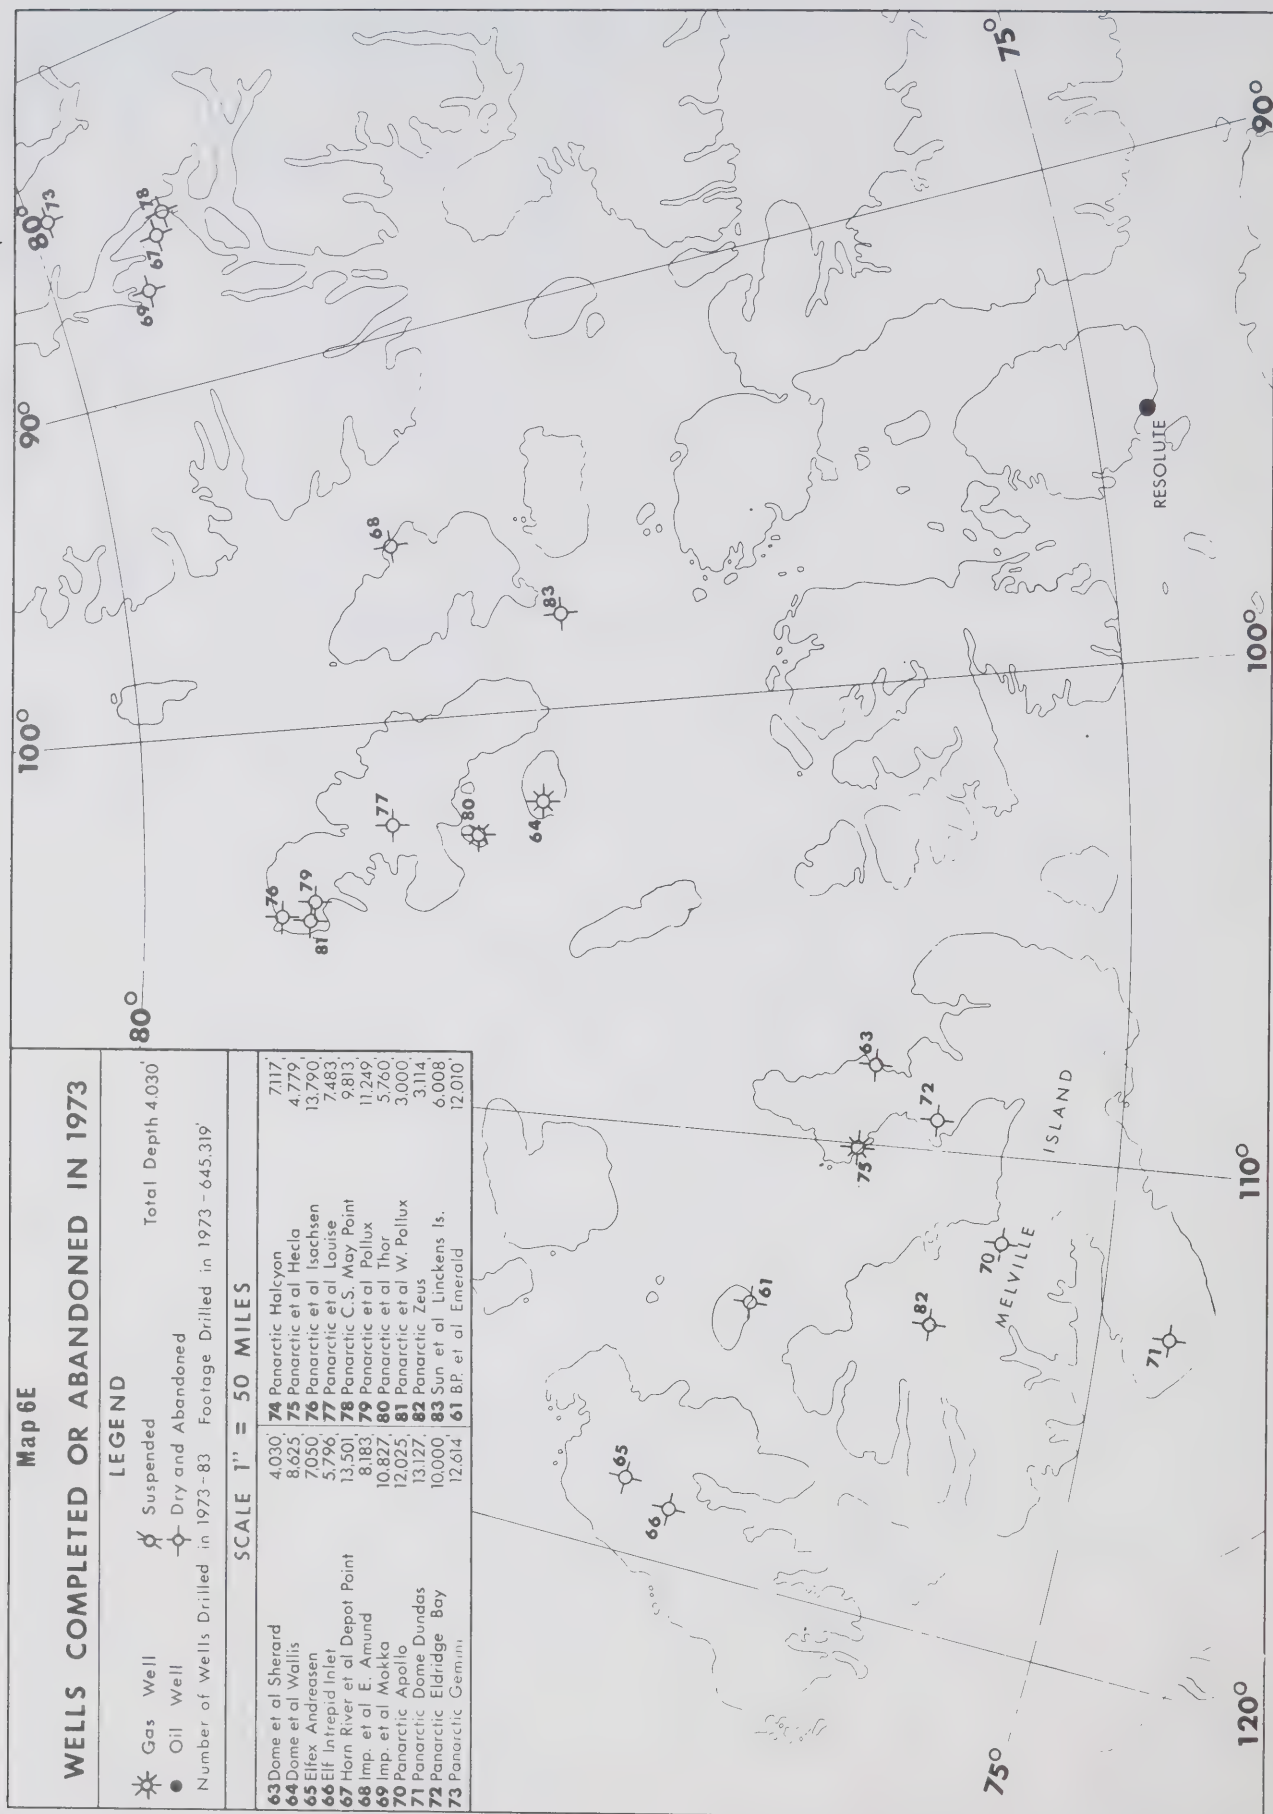 Map 6E
WELLS COMPLETED OR ABANDONED IN 1973
LEGEND
Gas Well Suspended Total Depth 4.030'
Oil Well Dry and Abandoned
Number of Wells Drilled in 1973-83 Footage Drilled in 1973 - 645.319'
SCALE 1" = 50 MILES
63 Dome et al Sherard 4,030' 74 Panarctic Halcyon 7.117'
64 Dome et al Wallis 8,625' 75 Panarctic et al Hecla 4.779'
65 Elfex Andreasen 7,050' 76 Panarctic et al Isachsen 13.790'
66 Elf Intrepid Inlet 5,796' 77 Panarctic et al Louise 7.483'
67 Horn River et al Depot Point 13,501' 78 Panarctic C.S. May Point 9.813'
68 Imp. et al E. Amund 8.183' 79 Panarctic et al Pollux 11.249'
69 Imp. et al Mokka 10.827' 80 Panarctic et al Thor 5.760'
70 Panarctic Apollo 12,025' 81 Panarctic et al W. Pollux 3.000'
71 Panarctic Dome Dundas 13.127' 82 Panarctic Zeus 3.114'
72 Panarctic Eldridge Bay 10,000' 83 Sun et al Linckens Is. 6.008'
73 Panarctic Gemini 12,614' 61 B.P. et al Emerald 12.010'
80°
100°
90°
80°
73
78
67
69
68
83
77
80
64
76
79
81
75°
RESOLUTE
63
72
75
ISLAND
MELVILLE
70
61
82
71
65
66
75°
120°
110°
100°
90°